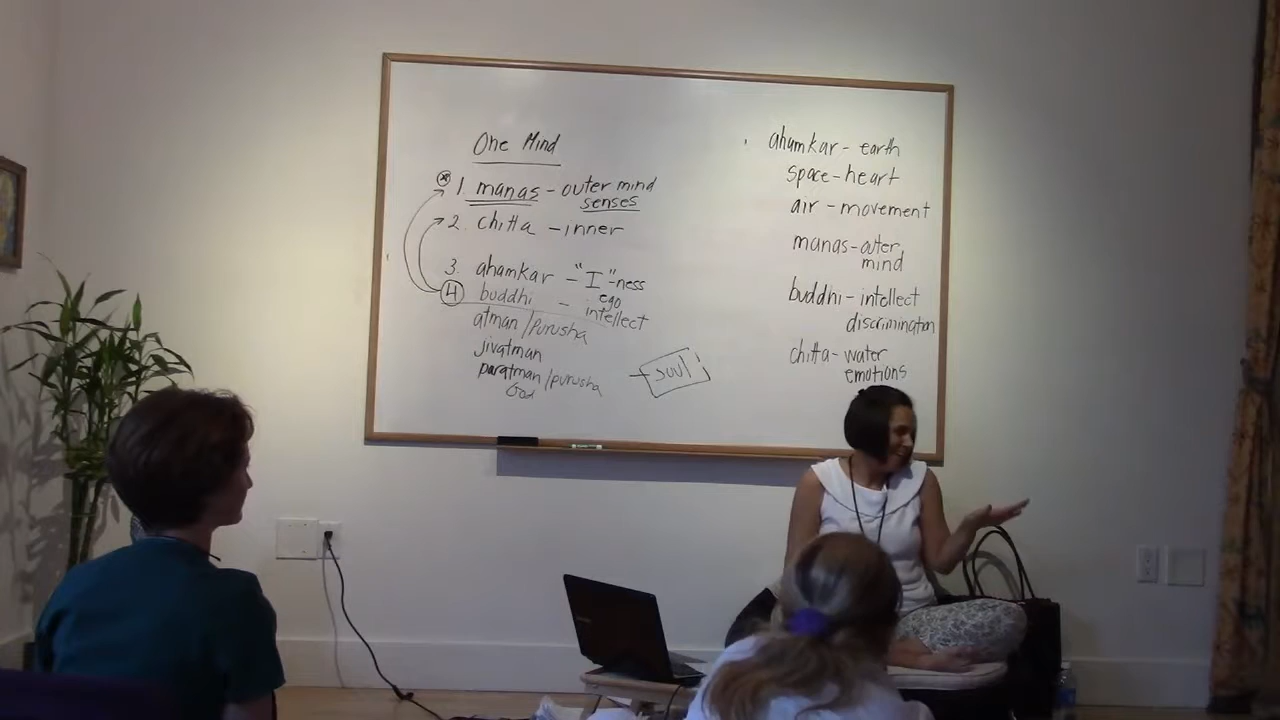 One Mind
1. manas - outer mind
senses
2. chitta - inner
3. ahamkar - "I"-ness
ego
4 buddhi - intellect
atman / purusha
jivatman
paratman / purusha
God
soul
ahamkar - earth
space - heart
air - movement
manas - outer
mind
buddhi - intellect
discrimination
chitta - water
emotions